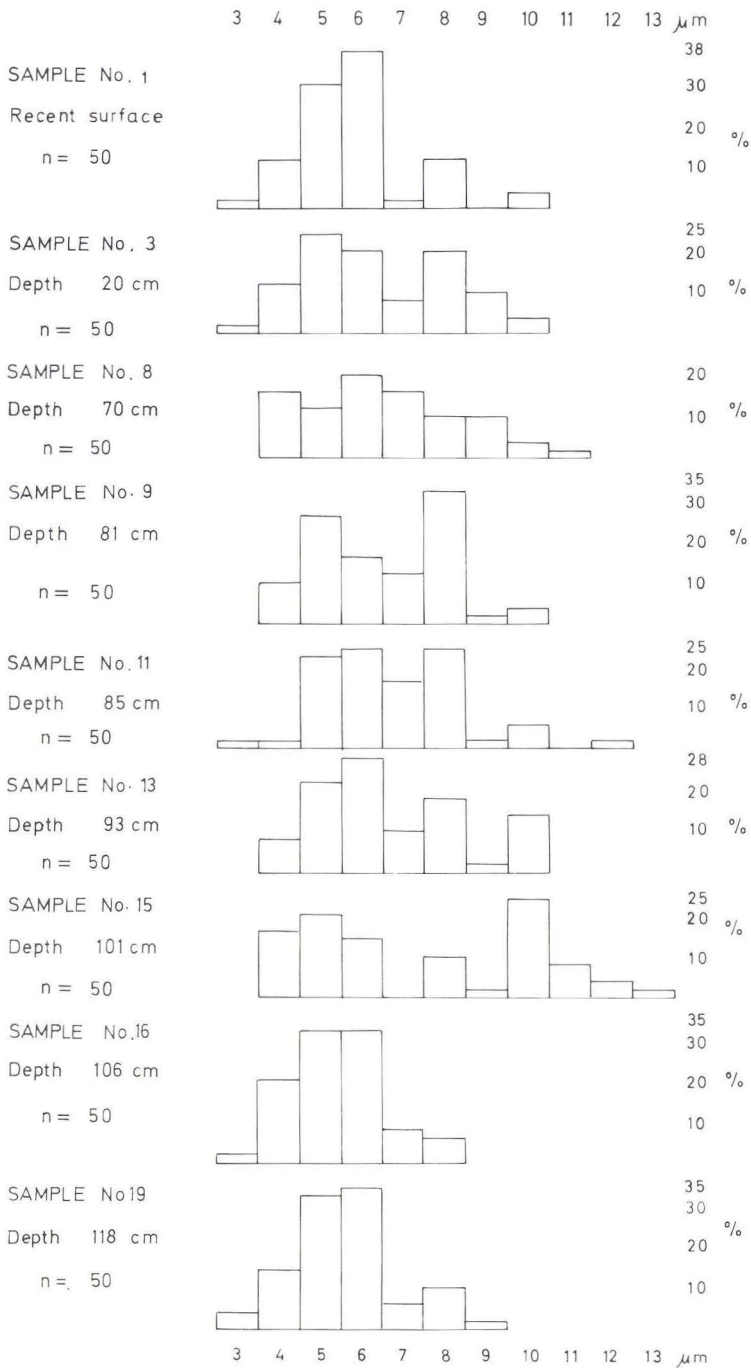 3 4 5 6 7 8 9 10 11 12 13 μm
SAMPLE No. 1
Recent surface
n = 50
38
30
20
10
%
SAMPLE No. 3
Depth 20 cm
n = 50
25
20
10
%
SAMPLE No. 8
Depth 70 cm
n = 50
20
10
%
SAMPLE No. 9
Depth 81 cm
n = 50
35
30
20
10
%
SAMPLE No. 11
Depth 85 cm
n = 50
25
20
10
%
SAMPLE No. 13
Depth 93 cm
n = 50
28
20
10
%
SAMPLE No. 15
Depth 101 cm
n = 50
25
20
10
%
SAMPLE No. 16
Depth 106 cm
n = 50
35
30
20
10
%
SAMPLE No 19
Depth 118 cm
n = 50
35
30
20
10
%
3 4 5 6 7 8 9 10 11 12 13 μm